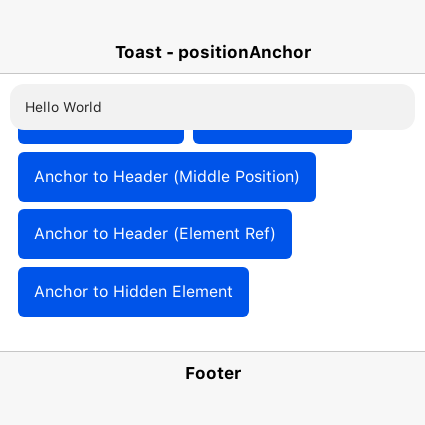 Toast - positionAnchor
Hello World
Anchor to Header (Middle Position)
Anchor to Header (Element Ref)
Anchor to Hidden Element
Footer